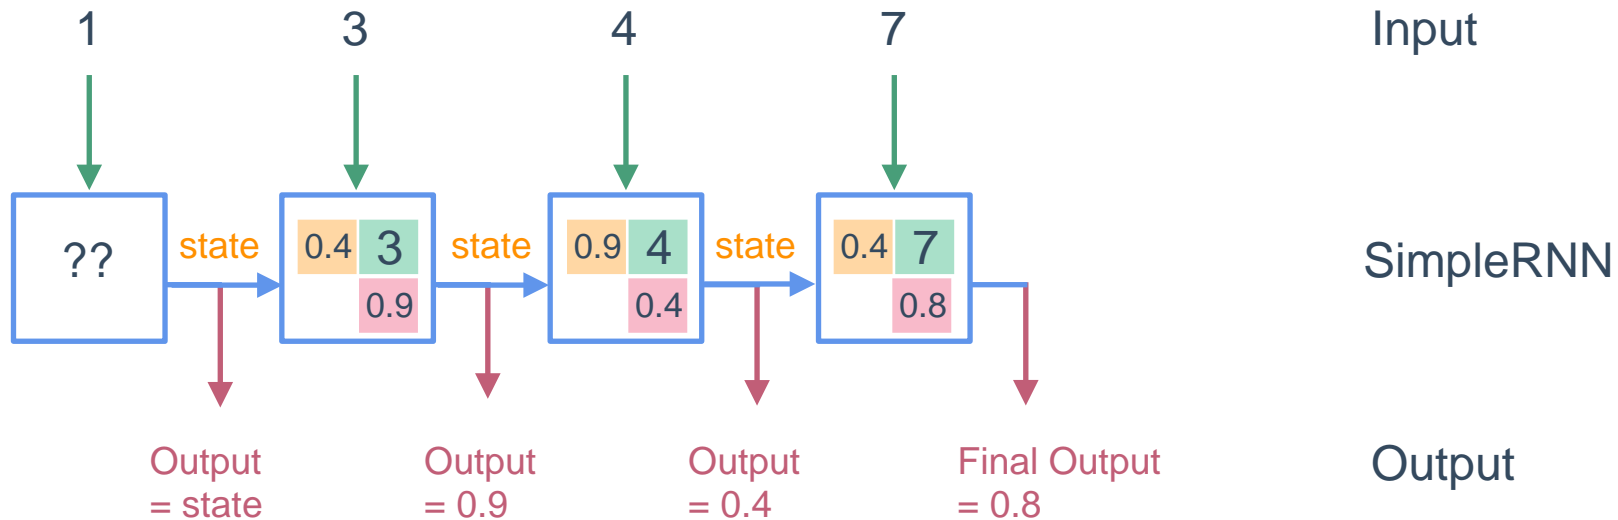 1 3 4 7 Input
?? state 0.4 3 state 0.9 4 state 0.4 7 SimpleRNN
0.9 0.4 0.8
Output Output Output Final Output Output
= state = 0.9 = 0.4 = 0.8